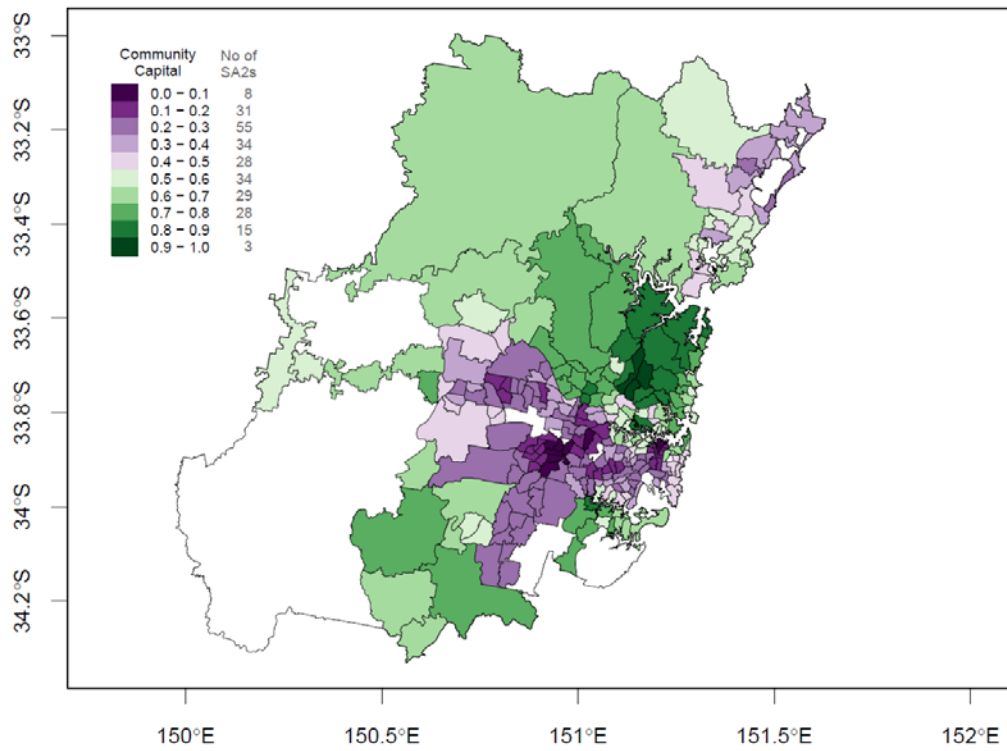 Community No of
Capital SA2s
0.0 – 0.1 8
0.1 – 0.2 31
0.2 – 0.3 55
0.3 – 0.4 34
0.4 – 0.5 28
0.5 – 0.6 34
0.6 – 0.7 29
0.7 – 0.8 28
0.8 – 0.9 15
0.9 – 1.0 3
33°S
33.2°S
33.4°S
33.6°S
33.8°S
34°S
34.2°S
150°E 150.5°E 151°E 151.5°E 152°E